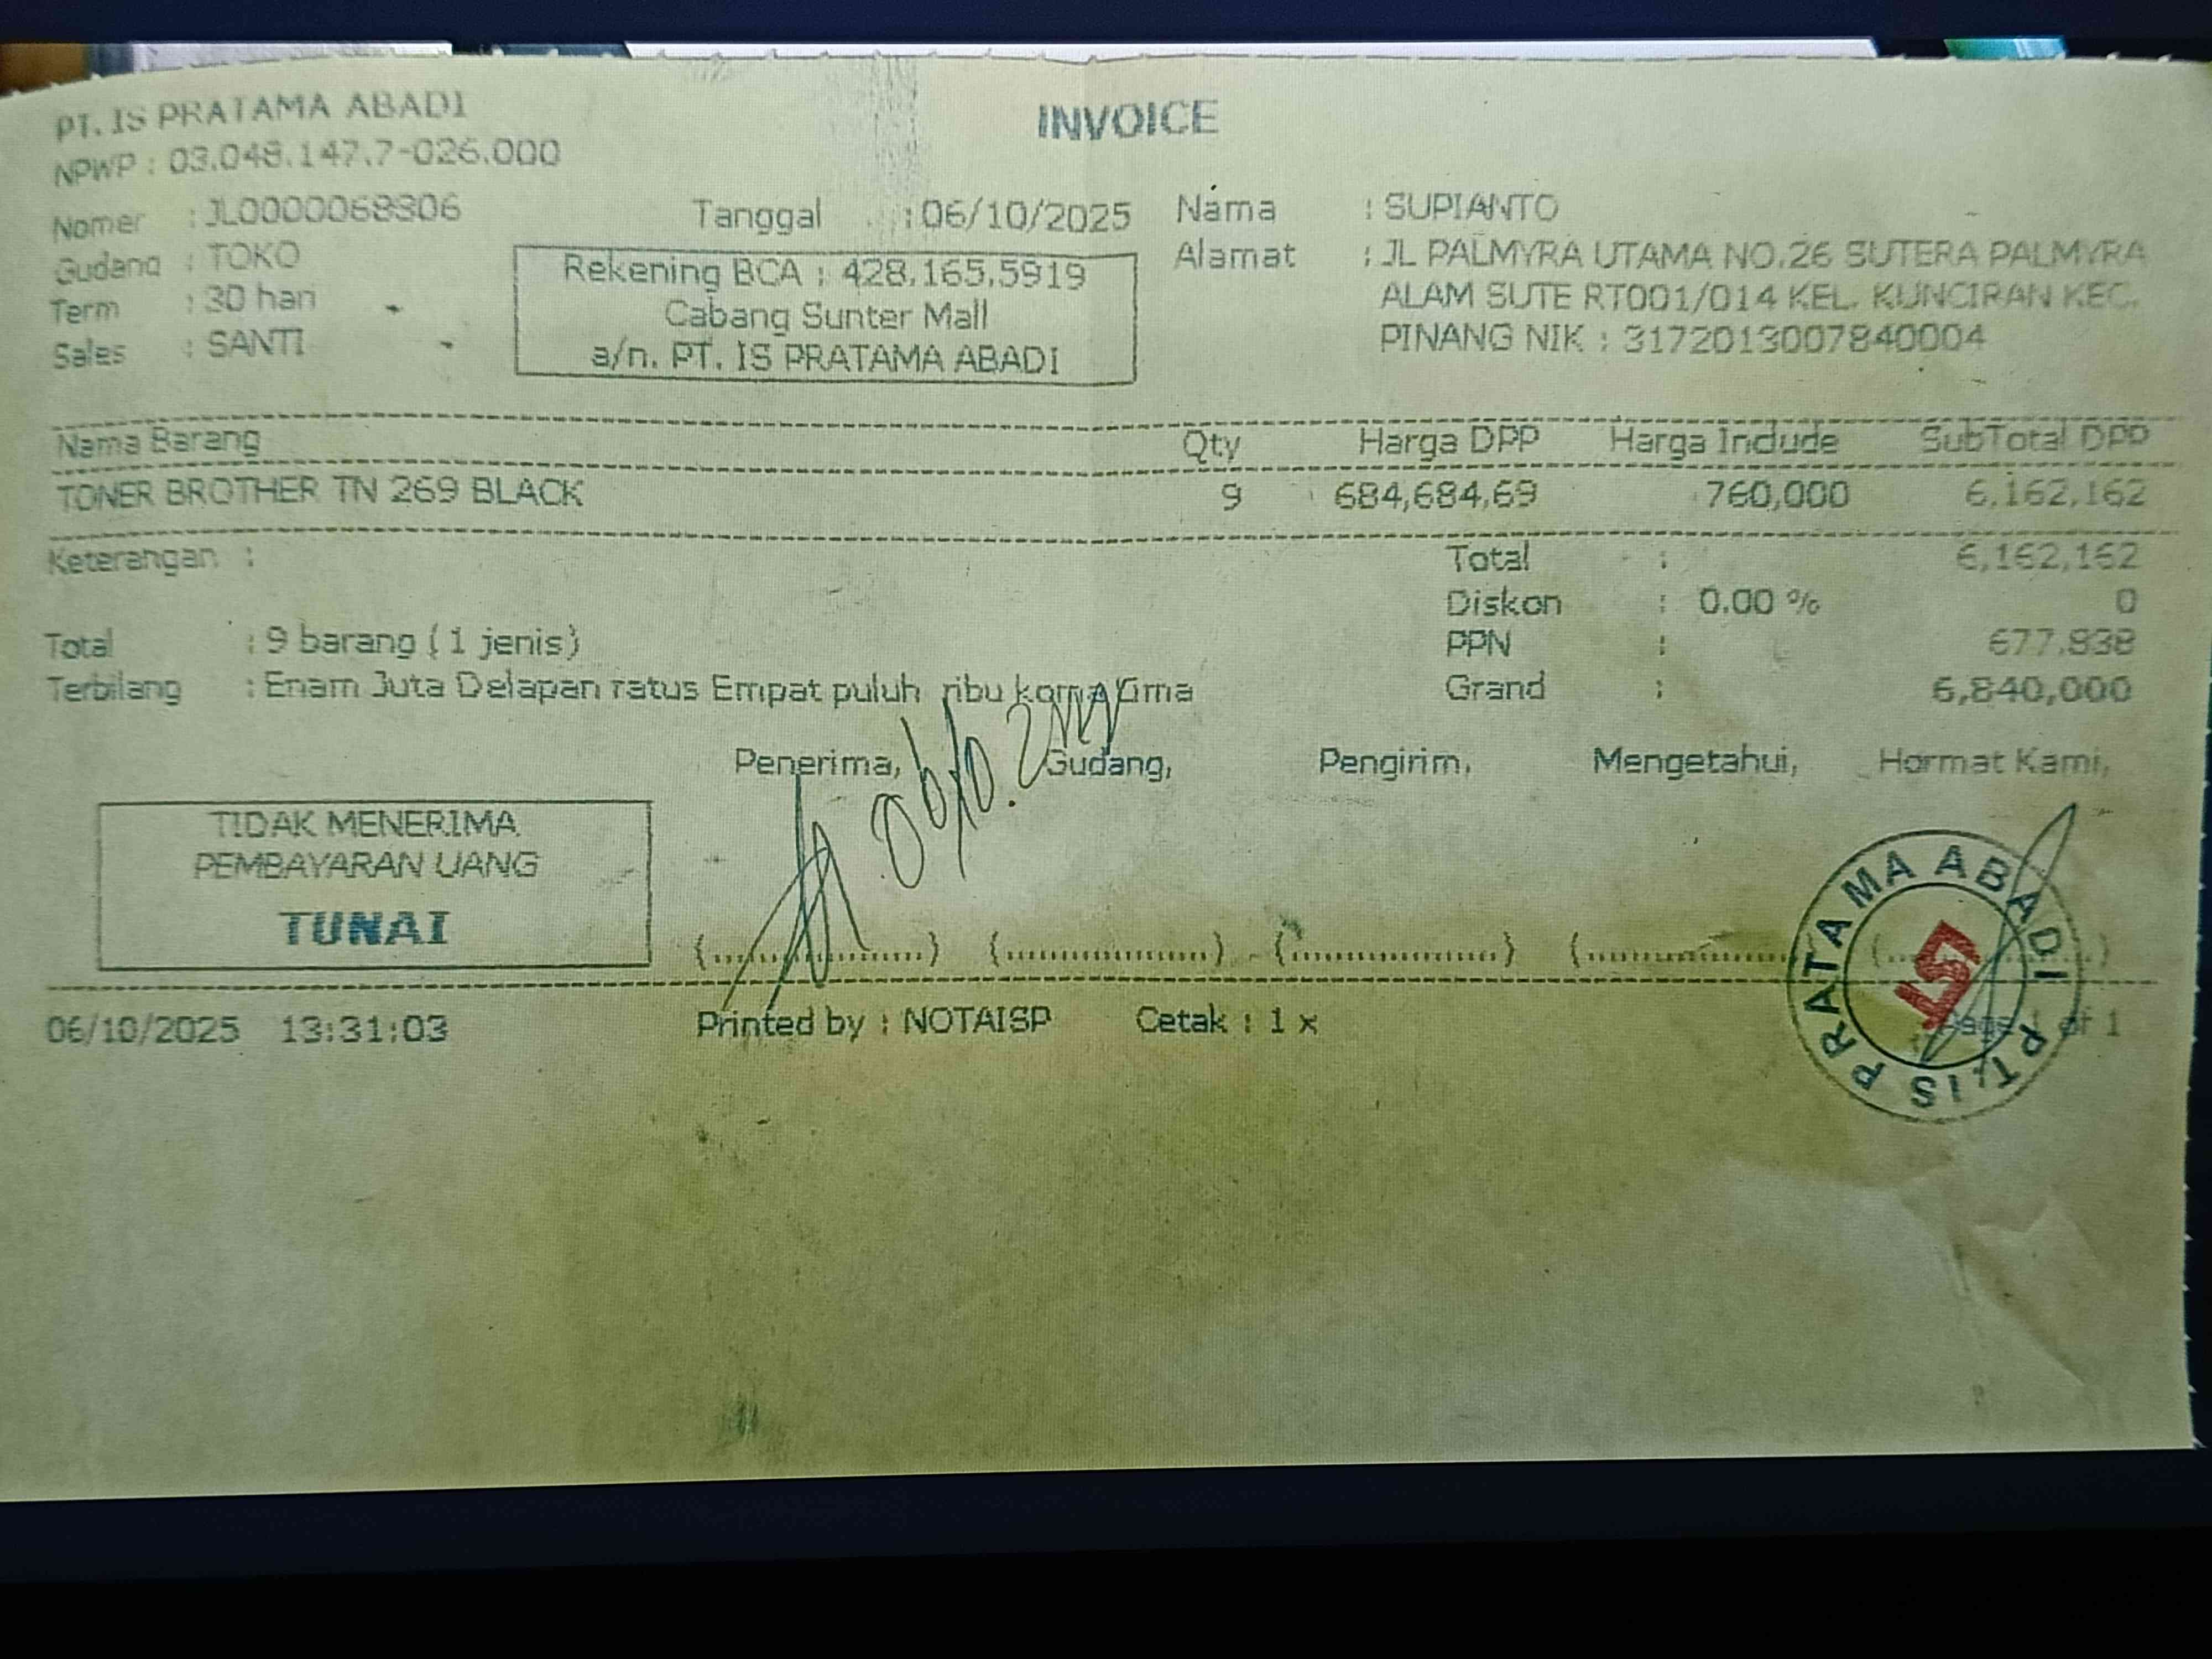 PT. IS PRATAMA ABADI
INVOICE
NPWP : 03.048.147.7-026.000
Nomer : JL0000068306
Tanggal : 06/10/2025
Nama : SUPIANTO
Gudang : TOKO
Alamat : JL PALMYRA UTAMA NO.26 SUTERA PALMYRA
ALAM SUTE RT001/014 KEL. KUNCIRAN KEC.
PINANG NIK : 3172013007840004
Term : 30 hari
Sales : SANTI
Rekening BCA : 428.165.5919
Cabang Sunter Mall
a/n. PT. IS PRATAMA ABADI
Nama Barang Qty Harga DPP Harga Include SubTotal DPP
TONER BROTHER TN 269 BLACK 9 684,684,69 760,000 6,162,162
Keterangan :
Total : 6,162,162
Diskon : 0.00 % 0
Total : 9 barang ( 1 jenis)
PPN : 677.838
Terbilang : Enam Juta Delapan ratus Empat puluh ribu koma lima
Grand : 6,840,000
Penerima, Gudang, Pengirim, Mengetahui, Hormat Kami,
TIDAK MENERIMA
PEMBAYARAN UANG
TUNAI
(....................) (....................) (....................) (....................
PT. IS PRATAMA ABADI
06/10/2025 13:31:03 Printed by : NOTAISP Cetak : 1 x Page 1 of 1